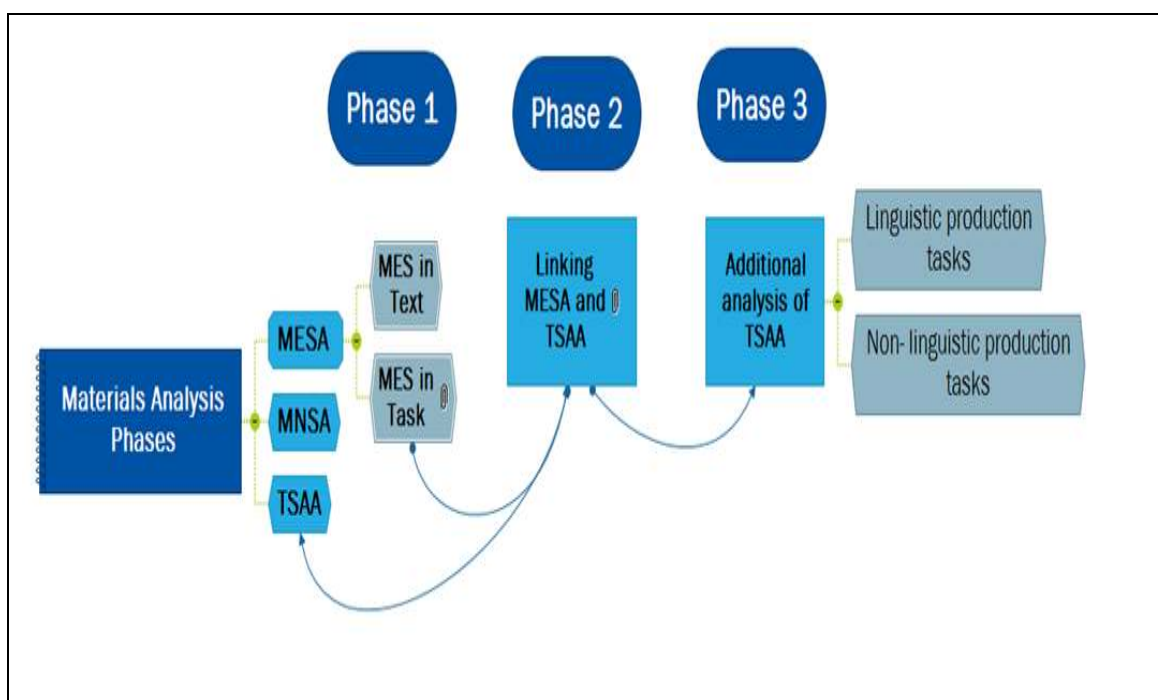 Phase 1
Phase 2
Phase 3
Materials Analysis
Phases
MESA
MNSA
TSAA
MES in
Text
MES in
Task
Linking
MESA and
TSAA
Additional
analysis of
TSAA
Linguistic production
tasks
Non- linguistic production
tasks